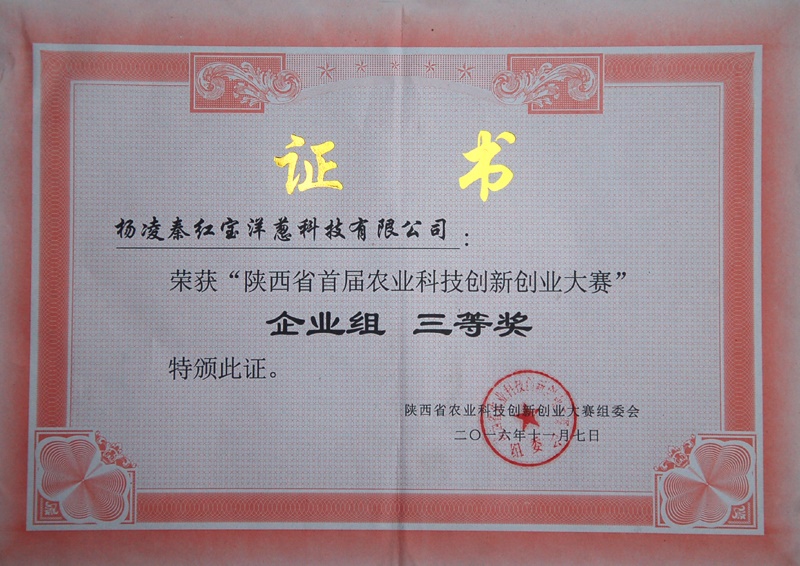 证 书
杨凌秦红宝洋葱科技有限公司：
荣获“陕西省首届农业科技创新创业大赛”
企业组 三等奖
特颁此证。
陕西省农业科技创新创业大赛组委会
二〇一六年十一月七日
组委会